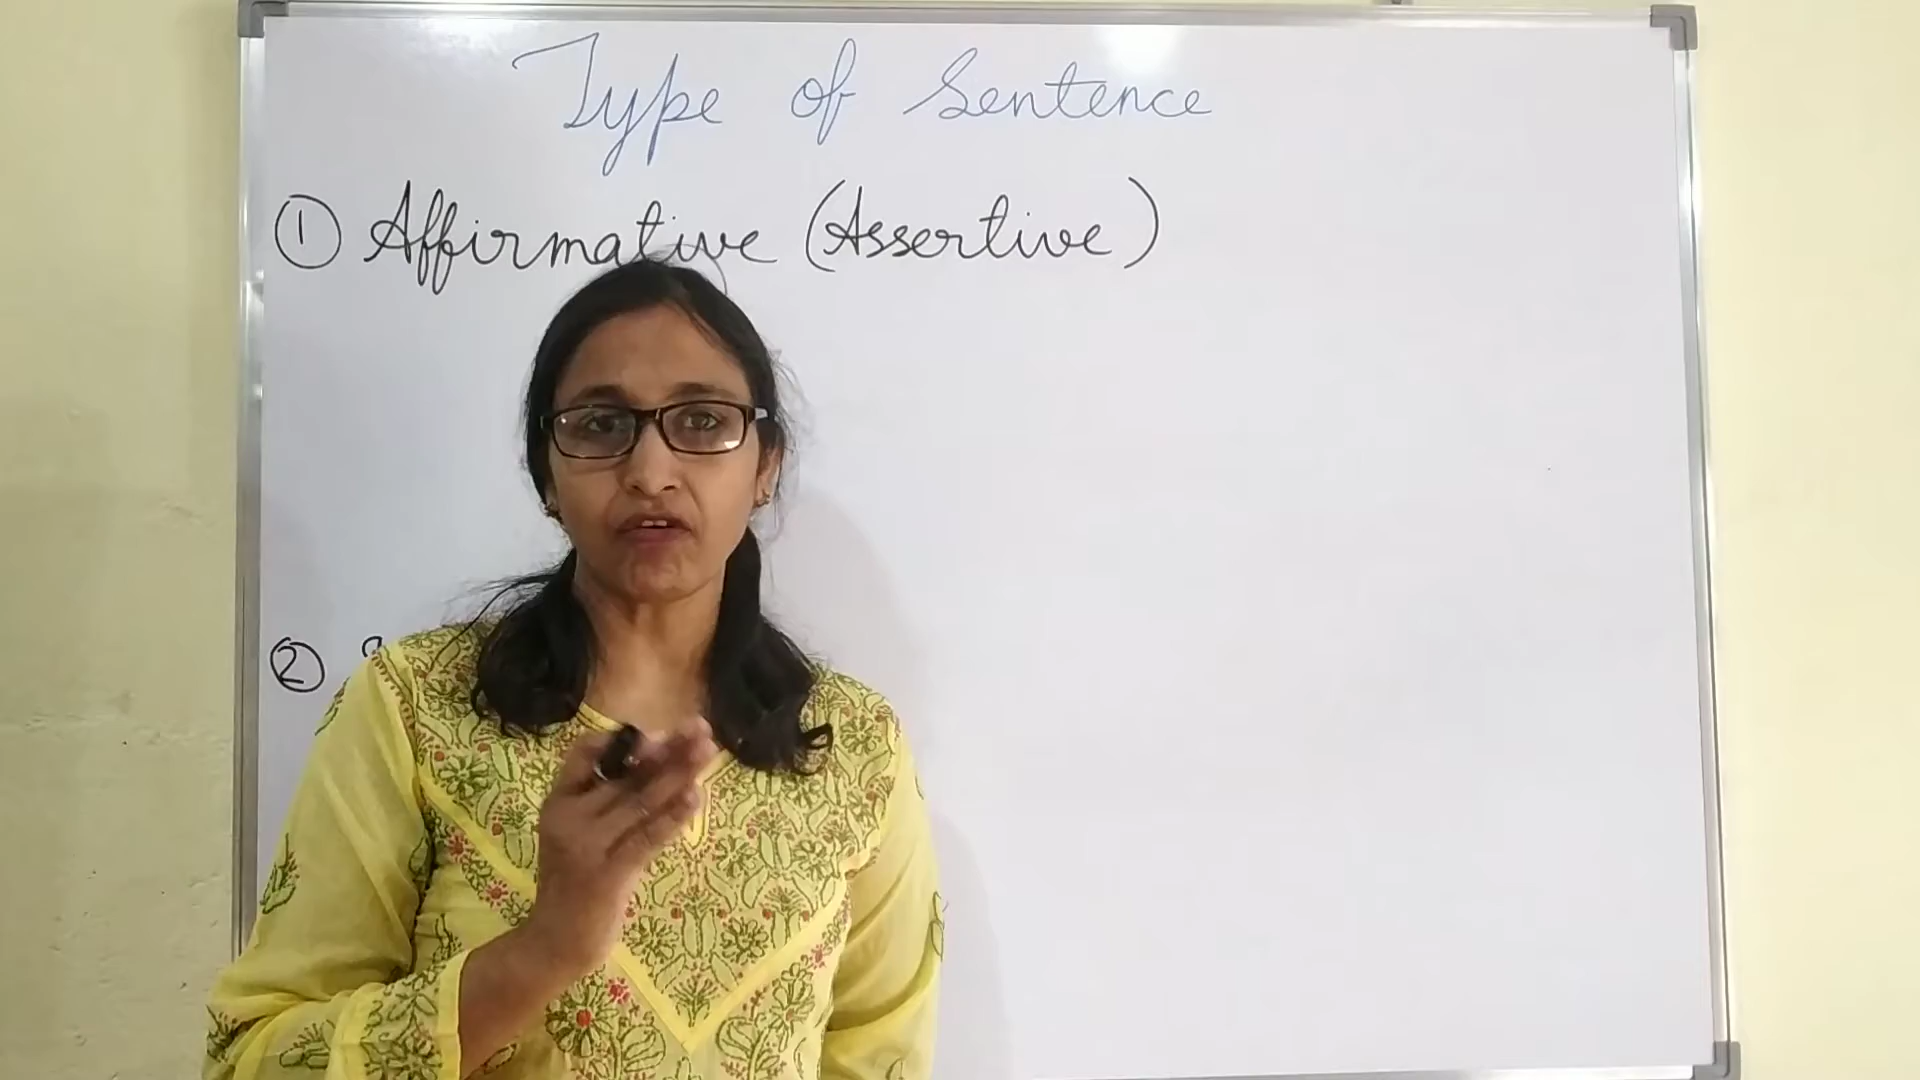 Type of Sentence
① Affirmative (Assertive)
②